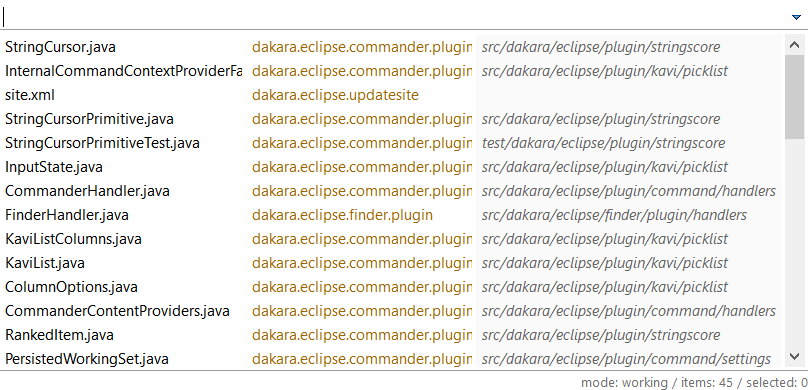 StringCursor.java dakara.eclipse.commander.plugin src/dakara/eclipse/plugin/stringscore
InternalCommandContextProviderFa dakara.eclipse.commander.plugin src/dakara/eclipse/plugin/kavi/picklist
site.xml dakara.eclipse.updatesite
StringCursorPrimitive.java dakara.eclipse.commander.plugin src/dakara/eclipse/plugin/stringscore
StringCursorPrimitiveTest.java dakara.eclipse.commander.plugin test/dakara/eclipse/plugin/stringscore
InputState.java dakara.eclipse.commander.plugin src/dakara/eclipse/plugin/kavi/picklist
CommanderHandler.java dakara.eclipse.commander.plugin src/dakara/eclipse/plugin/command/handlers
FinderHandler.java dakara.eclipse.finder.plugin src/dakara/eclipse/finder/plugin/handlers
KaviListColumns.java dakara.eclipse.commander.plugin src/dakara/eclipse/plugin/kavi/picklist
KaviList.java dakara.eclipse.commander.plugin src/dakara/eclipse/plugin/kavi/picklist
ColumnOptions.java dakara.eclipse.commander.plugin src/dakara/eclipse/plugin/kavi/picklist
CommanderContentProviders.java dakara.eclipse.commander.plugin src/dakara/eclipse/plugin/command/handlers
RankedItem.java dakara.eclipse.commander.plugin src/dakara/eclipse/plugin/stringscore
PersistedWorkingSet.java dakara.eclipse.commander.plugin src/dakara/eclipse/plugin/command/settings
mode: working / items: 45 / selected: 0